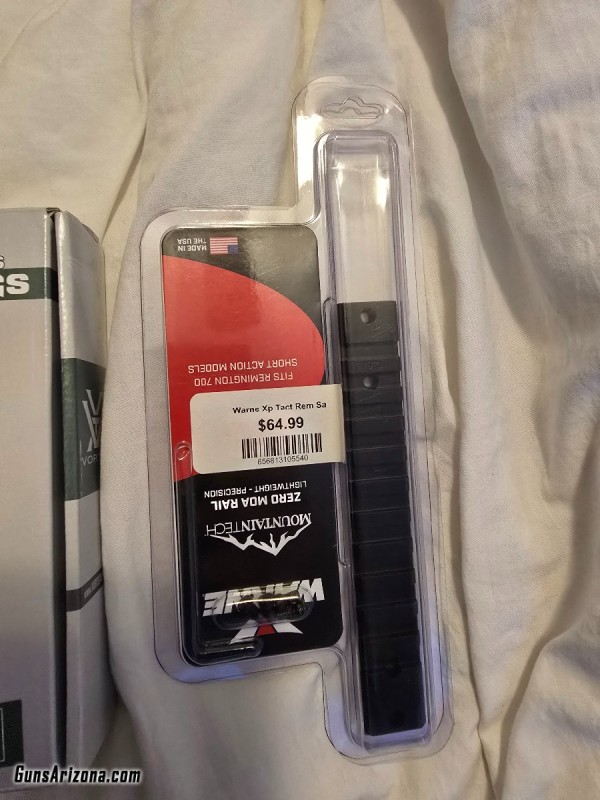 S
GS
MADE IN
THE USA
FITS REMINGTON 700
SHORT ACTION MODELS
Warne Xp Tact Rem Sa
$64.99
656813105540
ZERO MOA RAIL
LIGHTWEIGHT - PRECISION
MOUNTAINTECH
WARNE
GunsArizona.com